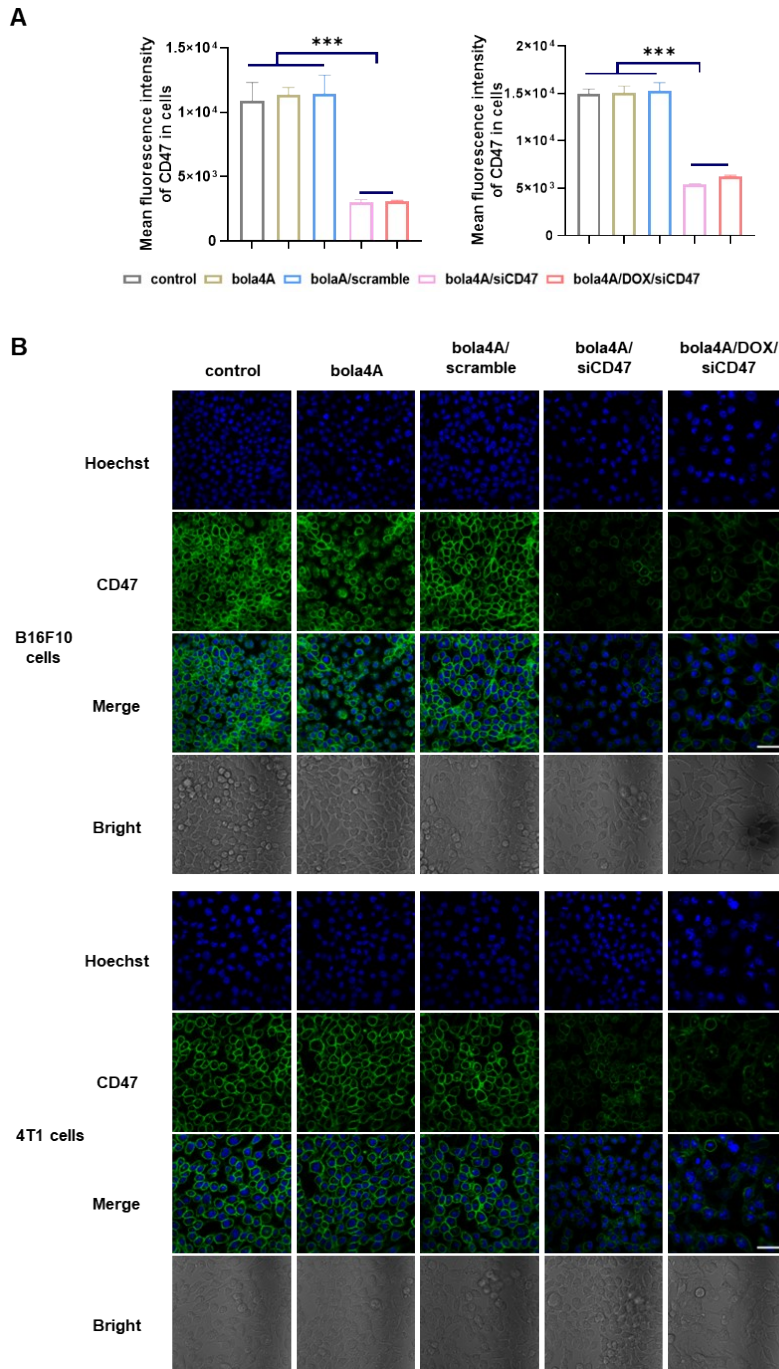 A
Mean fluorescence intensity
of CD47 in cells
1.5×10⁴
1×10⁴
5×10³
0
***
Mean fluorescence intensity
of CD47 in cells
2×10⁴
1.5×10⁴
1×10⁴
5×10³
0
***
control bola4A bolaA/scramble bola4A/siCD47 bola4A/DOX/siCD47
B
control
bola4A
bola4A/
scramble
bola4A/
siCD47
bola4A/DOX/
siCD47
B16F10
cells
Hoechst
CD47
Merge
Bright
4T1 cells
Hoechst
CD47
Merge
Bright